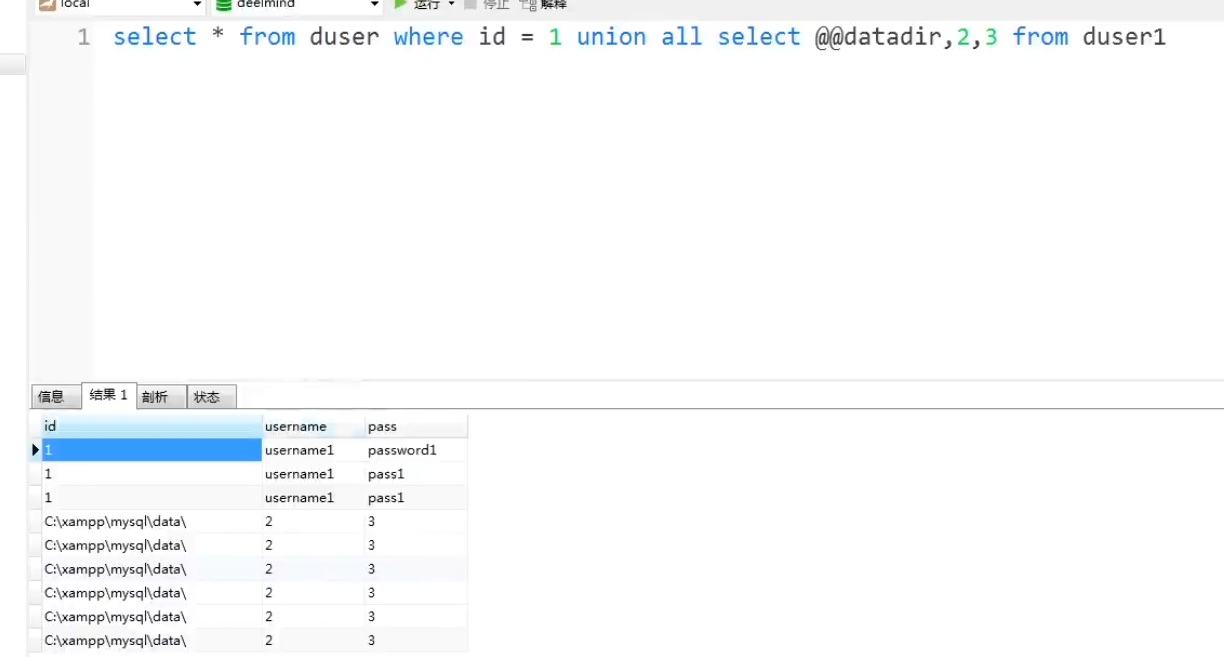 local deelmind 运行 停止 解释
1 select * from duser where id = 1 union all select @@datadir,2,3 from duser1
信息 结果 1 剖析 状态
id username pass
1 username1 password1
1 username1 pass1
1 username1 pass1
C:\xampp\mysql\data\ 2 3
C:\xampp\mysql\data\ 2 3
C:\xampp\mysql\data\ 2 3
C:\xampp\mysql\data\ 2 3
C:\xampp\mysql\data\ 2 3
C:\xampp\mysql\data\ 2 3